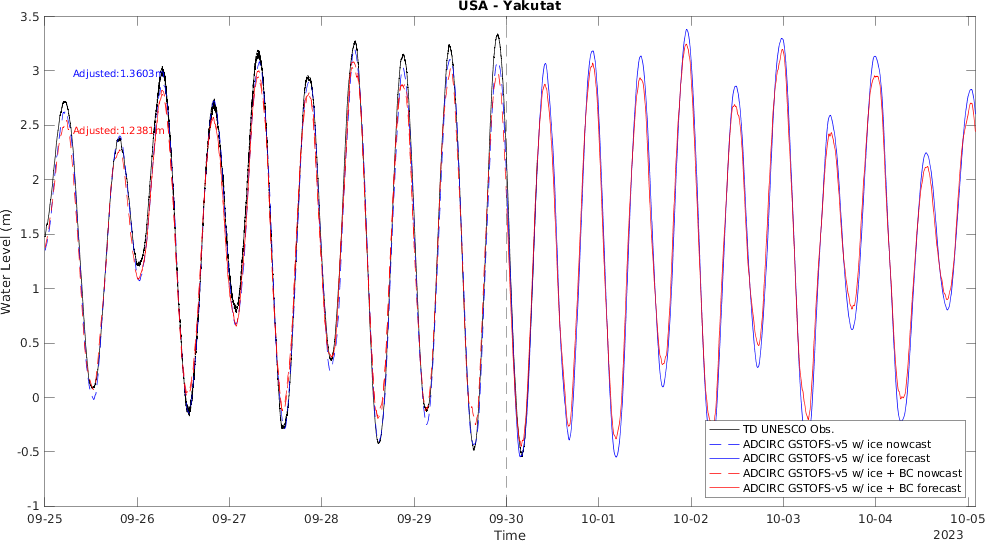 USA - Yakutat
3.5
3
2.5
2
1.5
1
0.5
0
-0.5
-1
Water Level (m)
Adjusted:1.3603m
Adjusted:1.2381m
TD UNESCO Obs.
ADCIRC GSTOFS-v5 w/ ice nowcast
ADCIRC GSTOFS-v5 w/ ice forecast
ADCIRC GSTOFS-v5 w/ ice + BC nowcast
ADCIRC GSTOFS-v5 w/ ice + BC forecast
09-25 09-26 09-27 09-28 09-29 09-30 10-01 10-02 10-03 10-04 10-05
Time
2023